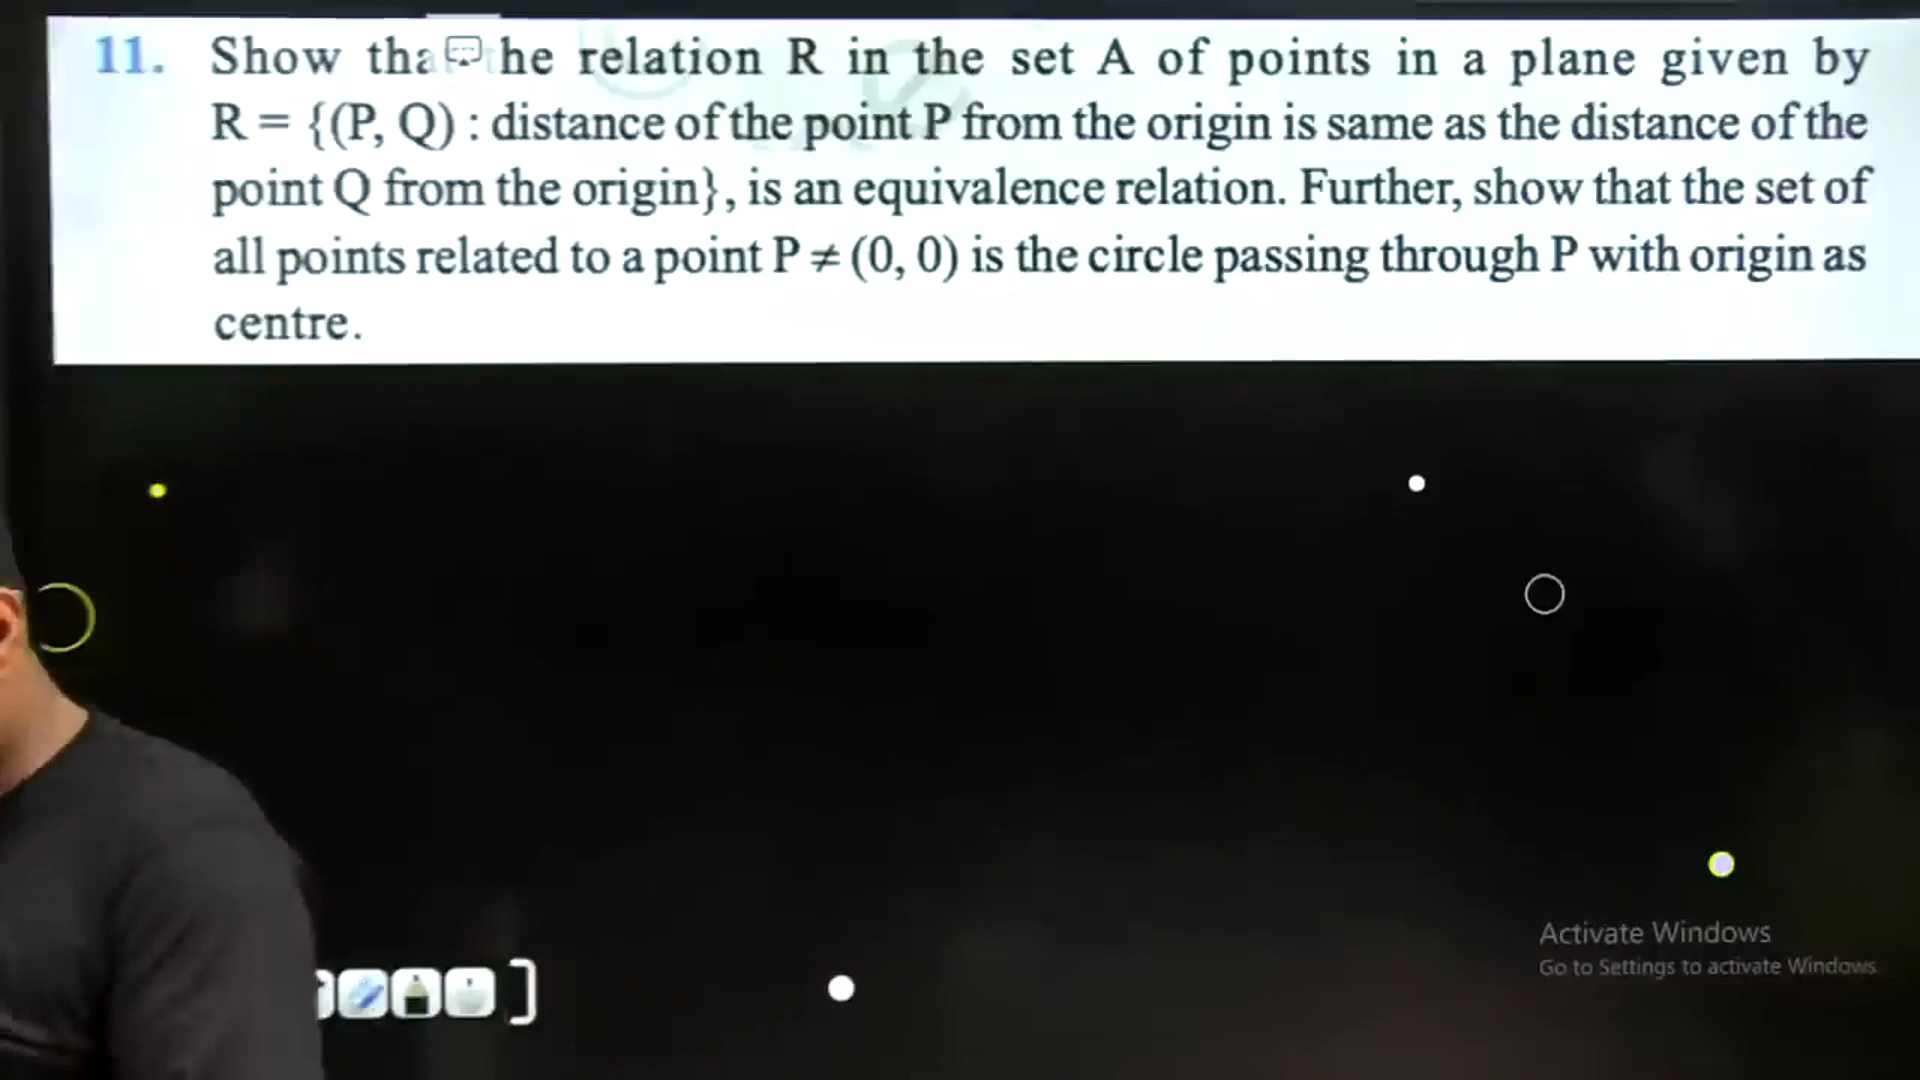 11. Show tha he relation R in the set A of points in a plane given by
R = {(P, Q) : distance of the point P from the origin is same as the distance of the
point Q from the origin}, is an equivalence relation. Further, show that the set of
all points related to a point P ≠ (0, 0) is the circle passing through P with origin as
centre.
Activate Windows
Go to Settings to activate Windows.